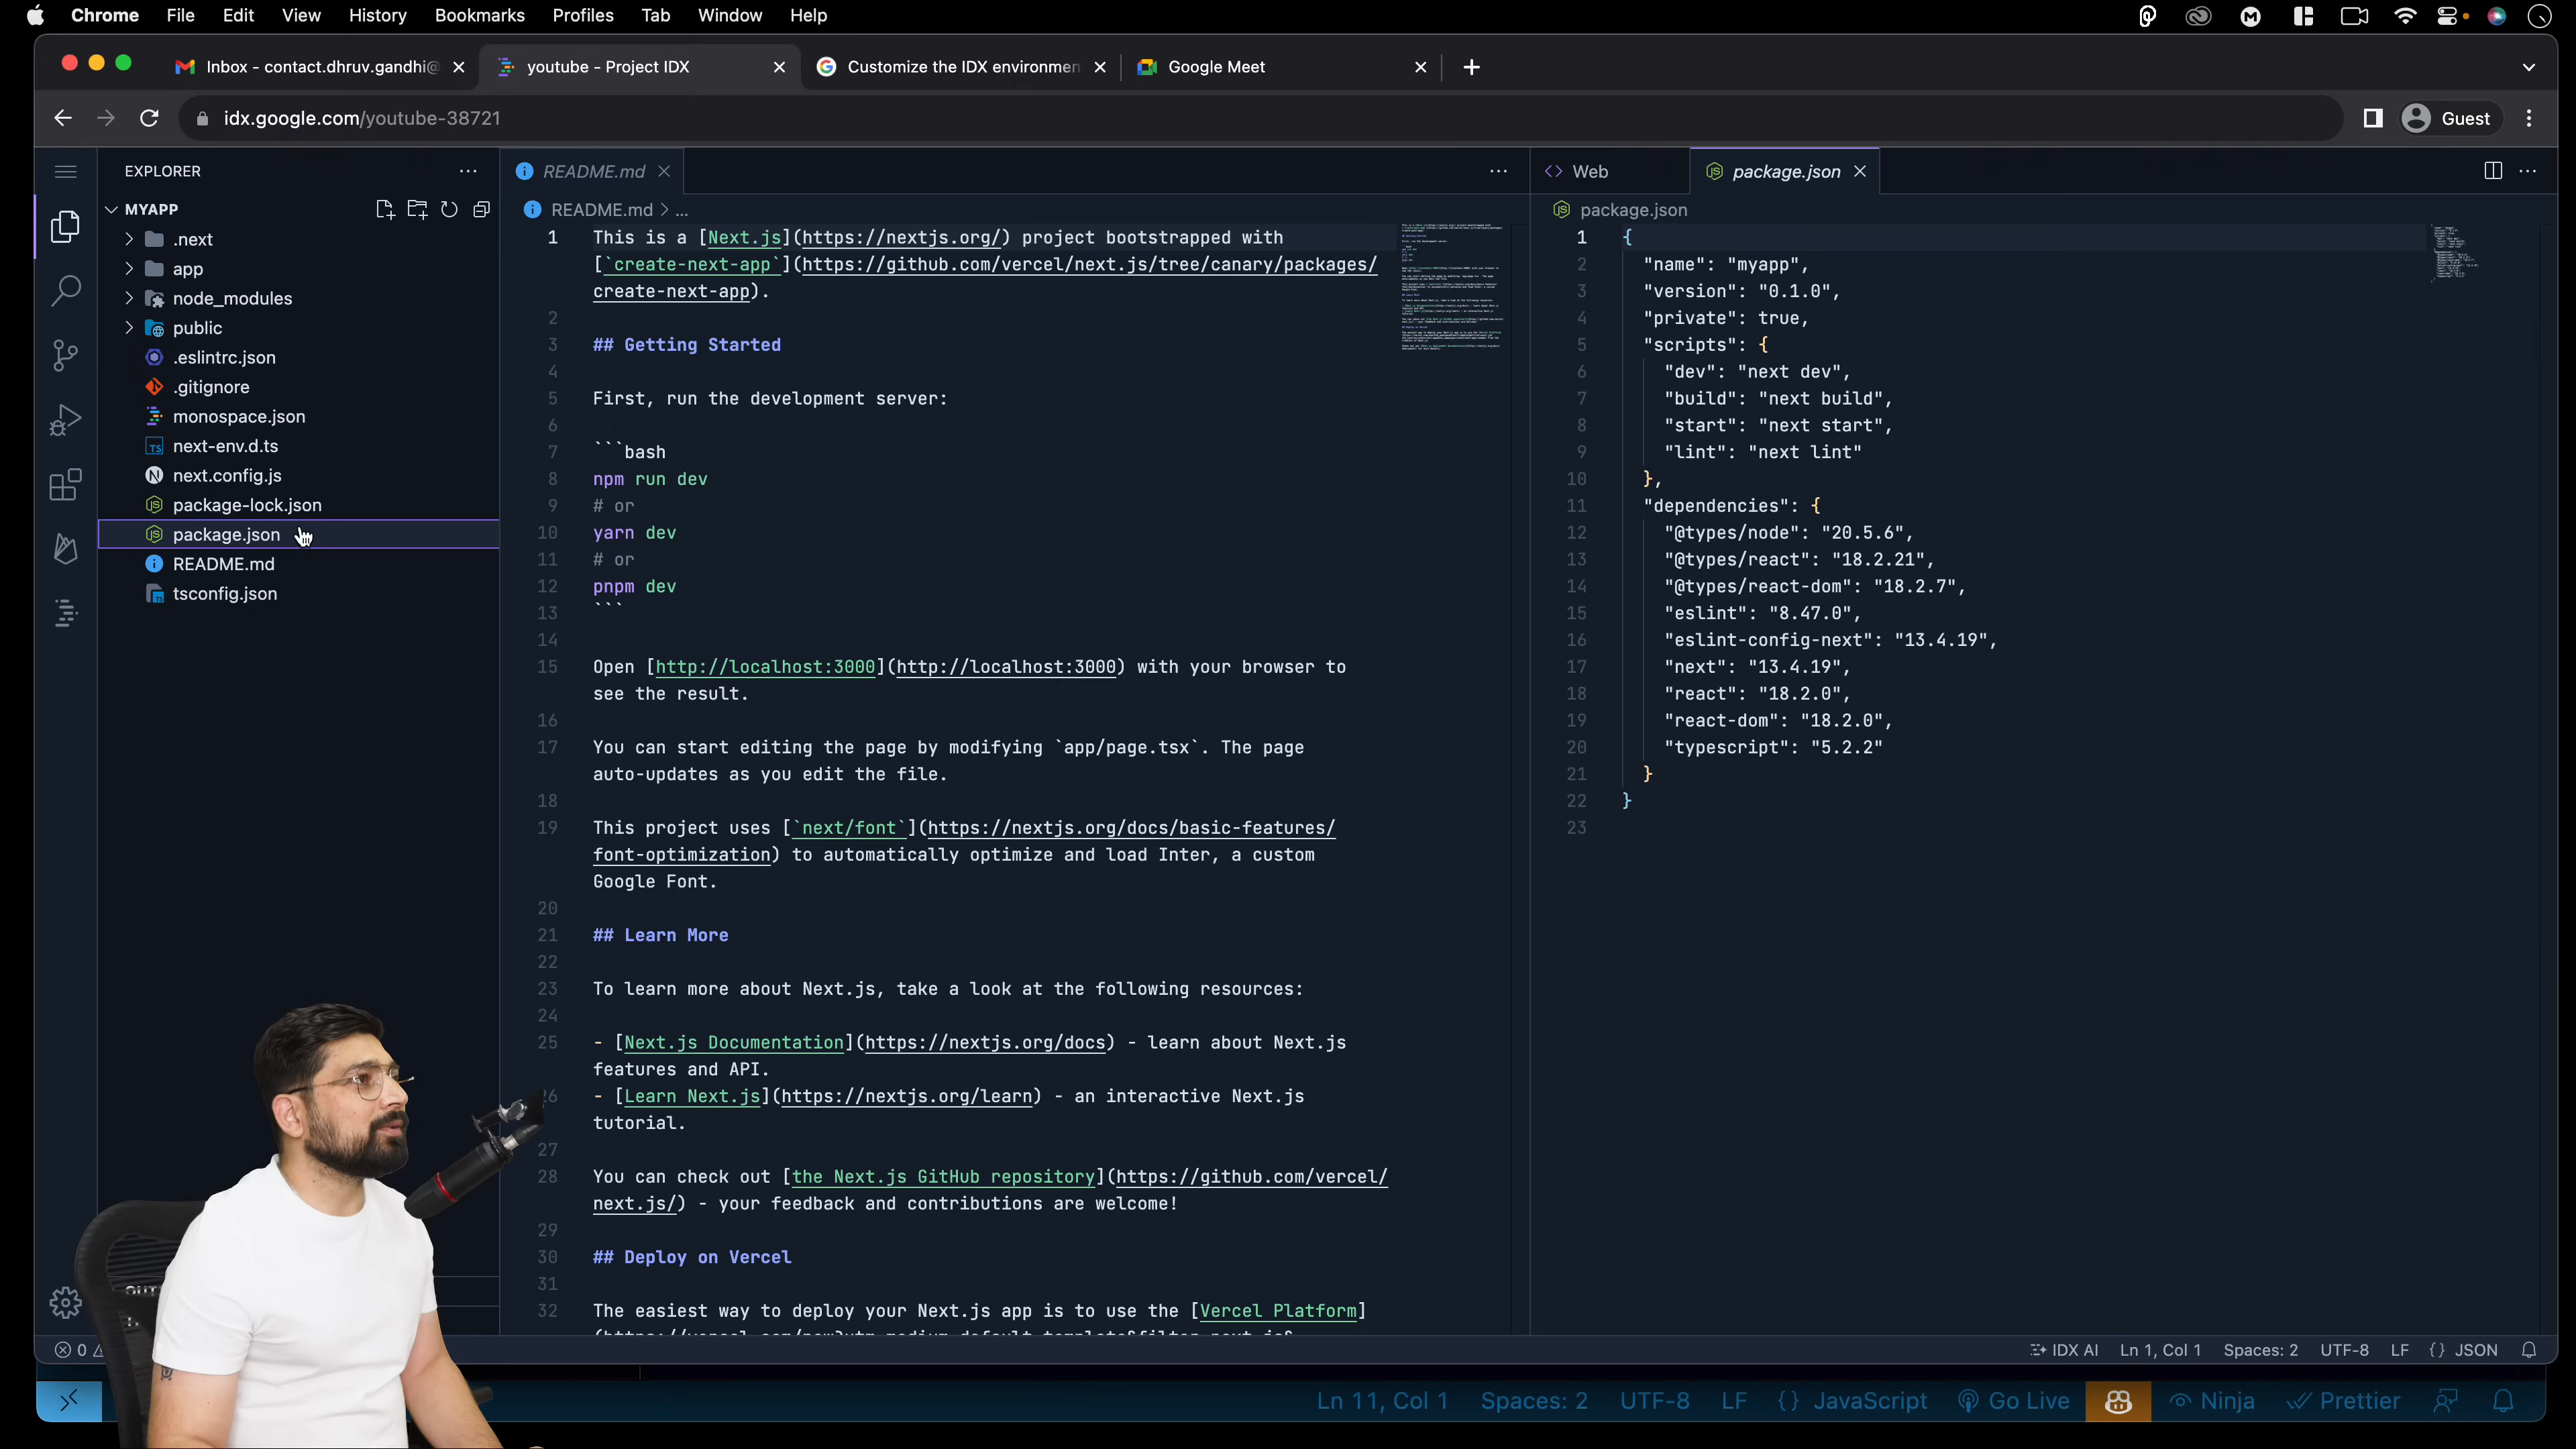 Chrome File Edit View History Bookmarks Profiles Tab Window Help
Inbox - contact.dhruv.gandhi@
youtube - Project IDX
Customize the IDX environmen
Google Meet
idx.google.com/youtube-38721
Guest
EXPLORER
MYAPP
.next
app
node_modules
public
.eslintrc.json
.gitignore
monospace.json
next-env.d.ts
next.config.js
package-lock.json
package.json
README.md
tsconfig.json
README.md
README.md > ...
1 This is a [Next.js](https://nextjs.org/) project bootstrapped with
[`create-next-app`](https://github.com/vercel/next.js/tree/canary/packages/
create-next-app).
2
3 ## Getting Started
4
5 First, run the development server:
6
7 ```bash
8 npm run dev
9 # or
10 yarn dev
11 # or
12 pnpm dev
13 ```
14
15 Open [http://localhost:3000](http://localhost:3000) with your browser to
see the result.
16
17 You can start editing the page by modifying `app/page.tsx`. The page
auto-updates as you edit the file.
18
19 This project uses [`next/font`](https://nextjs.org/docs/basic-features/
font-optimization) to automatically optimize and load Inter, a custom
Google Font.
20
21 ## Learn More
22
23 To learn more about Next.js, take a look at the following resources:
24
25 - [Next.js Documentation](https://nextjs.org/docs) - learn about Next.js
features and API.
26 - [Learn Next.js](https://nextjs.org/learn) - an interactive Next.js
tutorial.
27
28 You can check out [the Next.js GitHub repository](https://github.com/vercel/
next.js/) - your feedback and contributions are welcome!
29
30 ## Deploy on Vercel
31
32 The easiest way to deploy your Next.js app is to use the [Vercel Platform]
Web
package.json
package.json
1 {
2 "name": "myapp",
3 "version": "0.1.0",
4 "private": true,
5 "scripts": {
6 "dev": "next dev",
7 "build": "next build",
8 "start": "next start",
9 "lint": "next lint"
10 },
11 "dependencies": {
12 "@types/node": "20.5.6",
13 "@types/react": "18.2.21",
14 "@types/react-dom": "18.2.7",
15 "eslint": "8.47.0",
16 "eslint-config-next": "13.4.19",
17 "next": "13.4.19",
18 "react": "18.2.0",
19 "react-dom": "18.2.0",
20 "typescript": "5.2.2"
21 }
22 }
23
0
IDX AI Ln 1, Col 1 Spaces: 2 UTF-8 LF {} JSON
Ln 11, Col 1 Spaces: 2 UTF-8 LF {} JavaScript Go Live Ninja Prettier